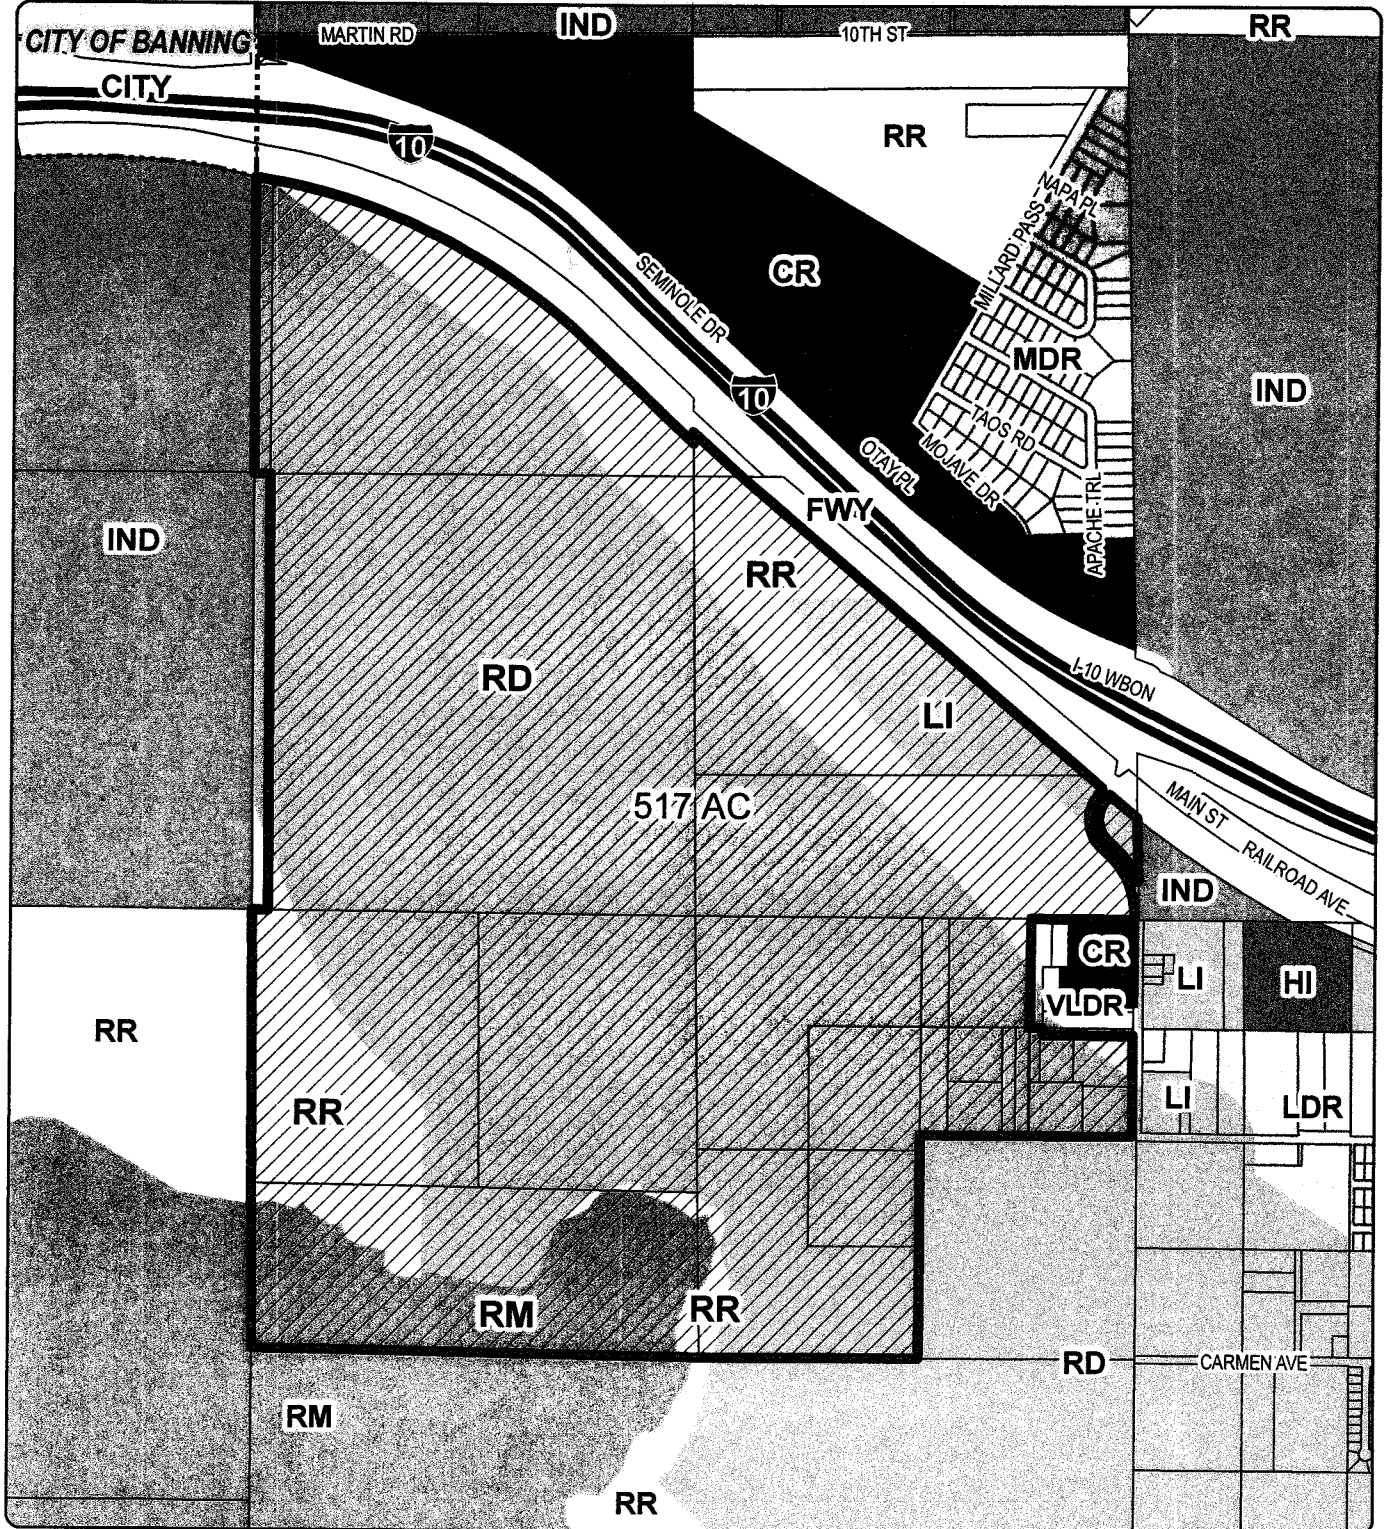 IND
RR
CITY OF BANNING
MARTIN RD
10TH ST
CITY
10
RR
NAPA PL
MILLARD PASS
CR
SEMINOLE DR
MDR
IND
10
TAOS RD
OTAY PL
MOJAVE DR
APACHE TRL
FWY
IND
RR
RD
I-10 WBON
LI
517 AC
MAIN ST
RAILROAD AVE
IND
CR
LI
HI
VLDR
RR
RR
LI
LDR
RM
RR
RD
CARMEN AVE
RM
RR